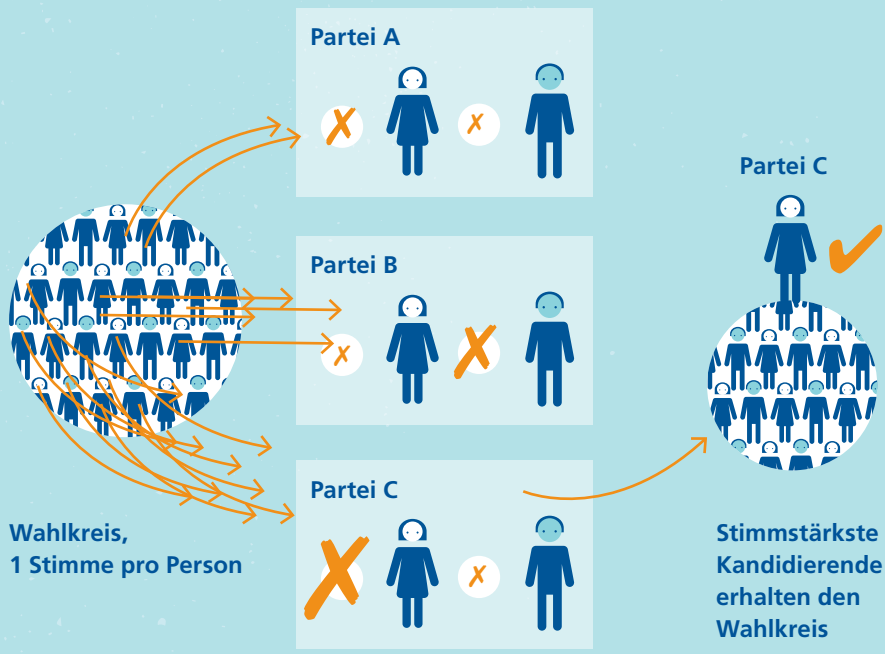 Partei A
Partei B
Partei C
Wahlkreis,
1 Stimme pro Person
Partei C
Stimmstärkste
Kandidierende
erhalten den
Wahlkreis